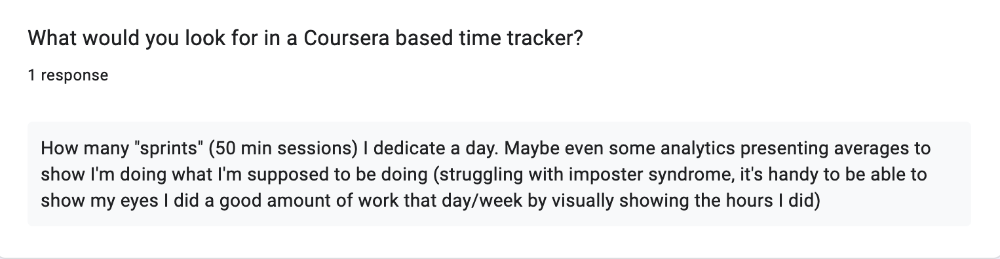 What would you look for in a Coursera based time tracker?
1 response
How many "sprints" (50 min sessions) I dedicate a day. Maybe even some analytics presenting averages to
show I'm doing what I'm supposed to be doing (struggling with imposter syndrome, it's handy to be able to
show my eyes I did a good amount of work that day/week by visually showing the hours I did)